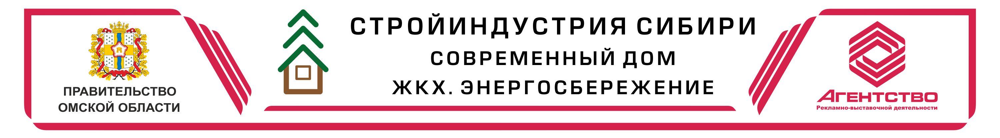 ПРАВИТЕЛЬСТВО
ОМСКОЙ ОБЛАСТИ
СТРОЙИНДУСТРИЯ СИБИРИ
СОВРЕМЕННЫЙ ДОМ
ЖКХ. ЭНЕРГОСБЕРЕЖЕНИЕ
АГЕНТСТВО
Рекламно-выставочной деятельности